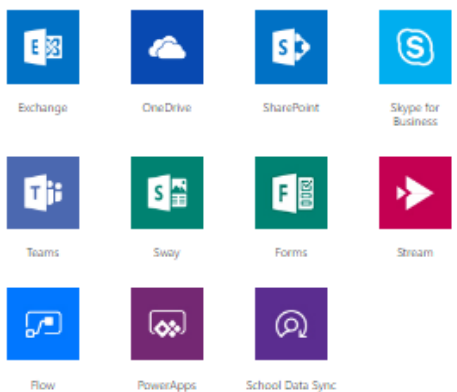 E
S
S
Exchange
OneDrive
SharePoint
Skype for
Business
T
S
F
Teams
Sway
Forms
Stream
Flow
PowerApps
School Data Sync